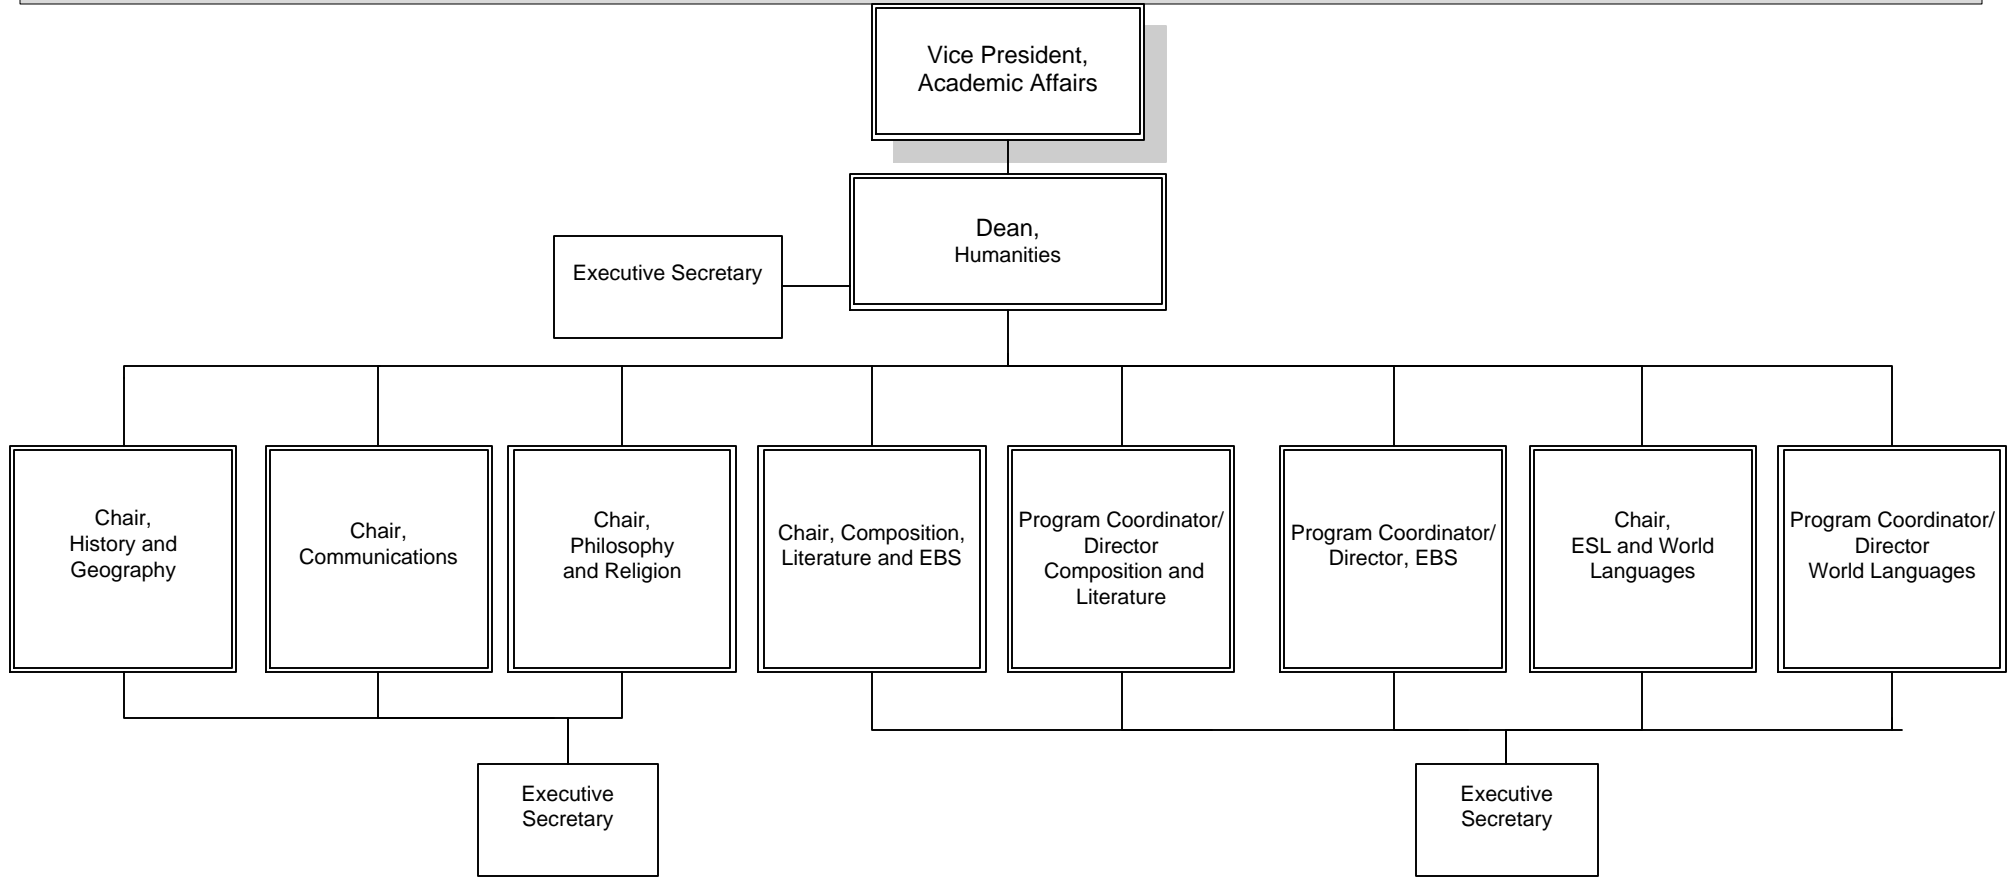 Vice President,
Academic Affairs
Dean,
Humanities
Executive Secretary
Chair,
History and
Geography
Chair,
Communications
Chair,
Philosophy
and Religion
Chair, Composition,
Literature and EBS
Program Coordinator/
Director
Composition and
Literature
Program Coordinator/
Director, EBS
Chair,
ESL and World
Languages
Program Coordinator/
Director
World Languages
Executive
Secretary
Executive
Secretary